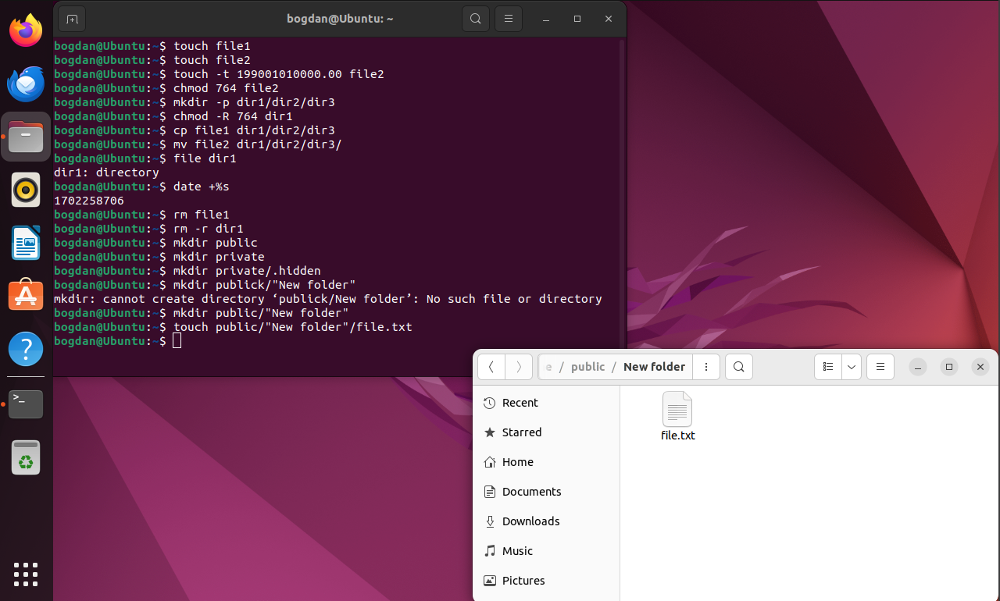 bogdan@Ubuntu: ~
bogdan@Ubuntu:~$ touch file1
bogdan@Ubuntu:~$ touch file2
bogdan@Ubuntu:~$ touch -t 199001010000.00 file2
bogdan@Ubuntu:~$ chmod 764 file2
bogdan@Ubuntu:~$ mkdir -p dir1/dir2/dir3
bogdan@Ubuntu:~$ chmod -R 764 dir1
bogdan@Ubuntu:~$ cp file1 dir1/dir2/dir3
bogdan@Ubuntu:~$ mv file2 dir1/dir2/dir3/
bogdan@Ubuntu:~$ file dir1
dir1: directory
bogdan@Ubuntu:~$ date +%s
1702258706
bogdan@Ubuntu:~$ rm file1
bogdan@Ubuntu:~$ rm -r dir1
bogdan@Ubuntu:~$ mkdir public
bogdan@Ubuntu:~$ mkdir private
bogdan@Ubuntu:~$ mkdir private/.hidden
bogdan@Ubuntu:~$ mkdir publick/"New folder"
mkdir: cannot create directory ‘publick/New folder’: No such file or directory
bogdan@Ubuntu:~$ mkdir public/"New folder"
bogdan@Ubuntu:~$ touch public/"New folder"/file.txt
bogdan@Ubuntu:~$
e / public / New folder
Recent
Starred
Home
Documents
Downloads
Music
Pictures
file.txt